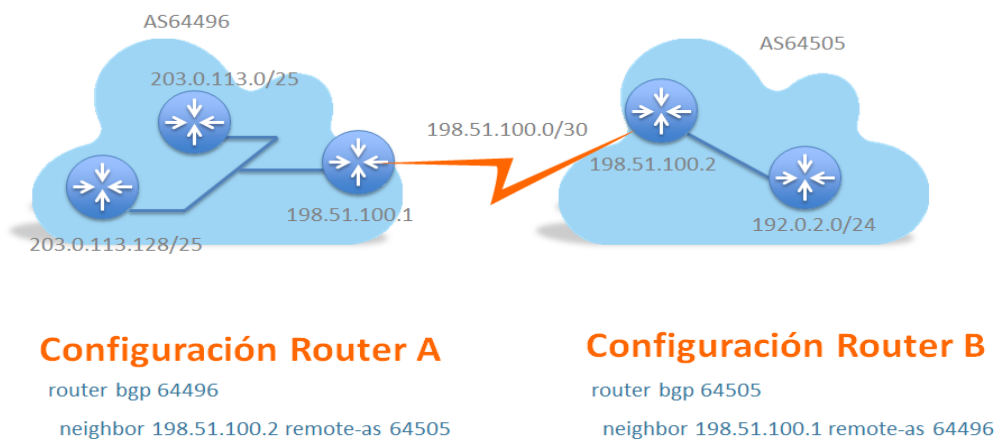 AS64496
AS64505
203.0.113.0/25
198.51.100.0/30
198.51.100.2
198.51.100.1
192.0.2.0/24
203.0.113.128/25
Configuración Router A
router bgp 64496
neighbor 198.51.100.2 remote-as 64505
Configuración Router B
router bgp 64505
neighbor 198.51.100.1 remote-as 64496